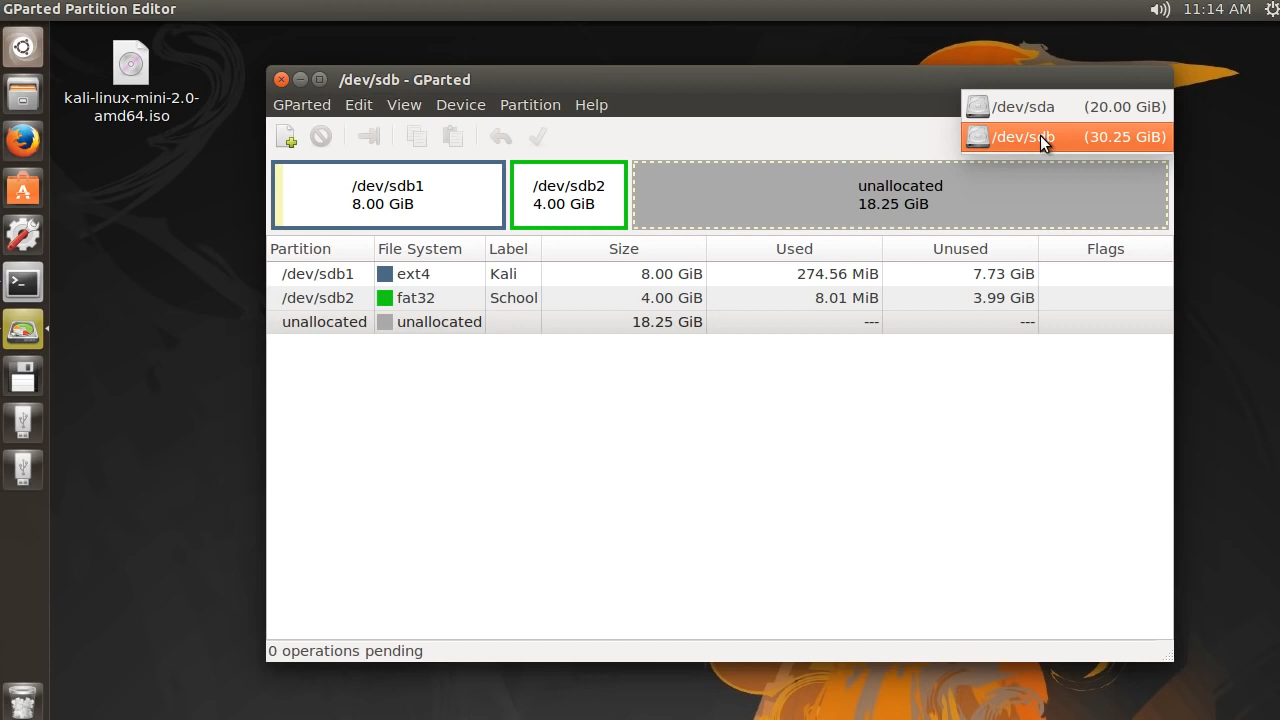 GParted Partition Editor
11:14 AM
kali-linux-mini-2.0-
amd64.iso
/dev/sdb - GParted
GParted Edit View Device Partition Help
/dev/sda (20.00 GiB)
/dev/sdb (30.25 GiB)
/dev/sdb1
8.00 GiB
/dev/sdb2
4.00 GiB
unallocated
18.25 GiB
Partition File System Label Size Used Unused Flags
/dev/sdb1 ext4 Kali 8.00 GiB 274.56 MiB 7.73 GiB
/dev/sdb2 fat32 School 4.00 GiB 8.01 MiB 3.99 GiB
unallocated unallocated 18.25 GiB --- ---
0 operations pending